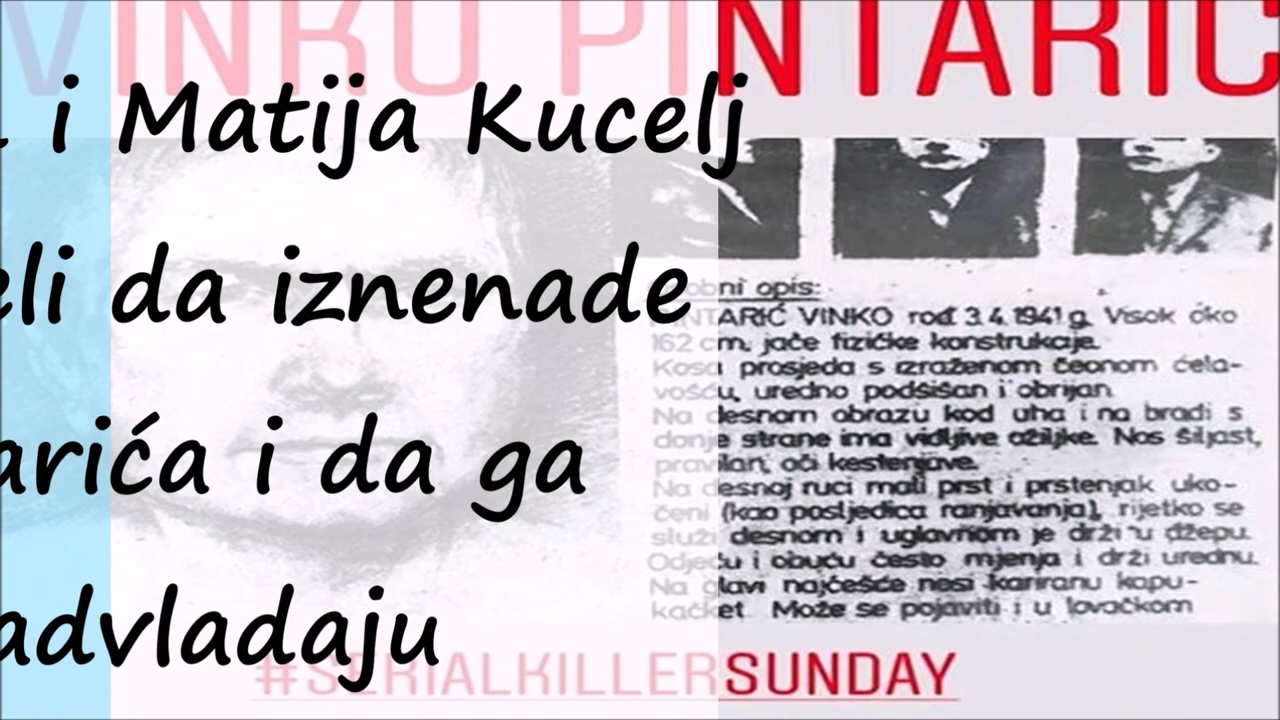 VINKO PINTARIĆ
i Matija Kucelj
eli da iznenade
arića i da ga
advladaju
obni opis:
PINTARIĆ VINKO rođ 3.4.1941 g. Visok oko
162 cm, jače fizičke konstrukcije.
Kosa prosjeda s izraženom čeonom ćela-
vošću, uredno podšišan i obrijan.
Na desnom obrazu kod uha i na bradi s
donje strane ima vidljive ožiljke. Nos šiljast,
pravilan, oči kestenjave.
Na desnoj ruci mali prst i prstenjak uko-
čeni (kao posljedica ranjavanja), rijetko se
služi desnom i uglavnom je drži u džepu.
Odjeću i obuću često mjenja i drži urednu.
Na glavi najčešće nosi kariranu kapu-
kačket Može se pojaviti i u lovačkom
#SERIALKILLERSUNDAY